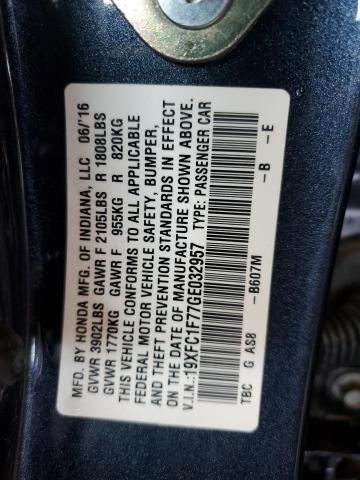 MFD. BY HONDA MFG. OF INDIANA, LLC 06/'16
GVWR 3902LBS GAWR F 2105LBS R 1808LBS
GVWR 1770KG GAWR F 955KG R 820KG
THIS VEHICLE CONFORMS TO ALL APPLICABLE
FEDERAL MOTOR VEHICLE SAFETY, BUMPER,
AND THEFT PREVENTION STANDARDS IN EFFECT
ON THE DATE OF MANUFACTURE SHOWN ABOVE.
V.I.N.:19XFC1F77GE032957 TYPE: PASSENGER CAR
TBC G AS8 -B607M -B -E